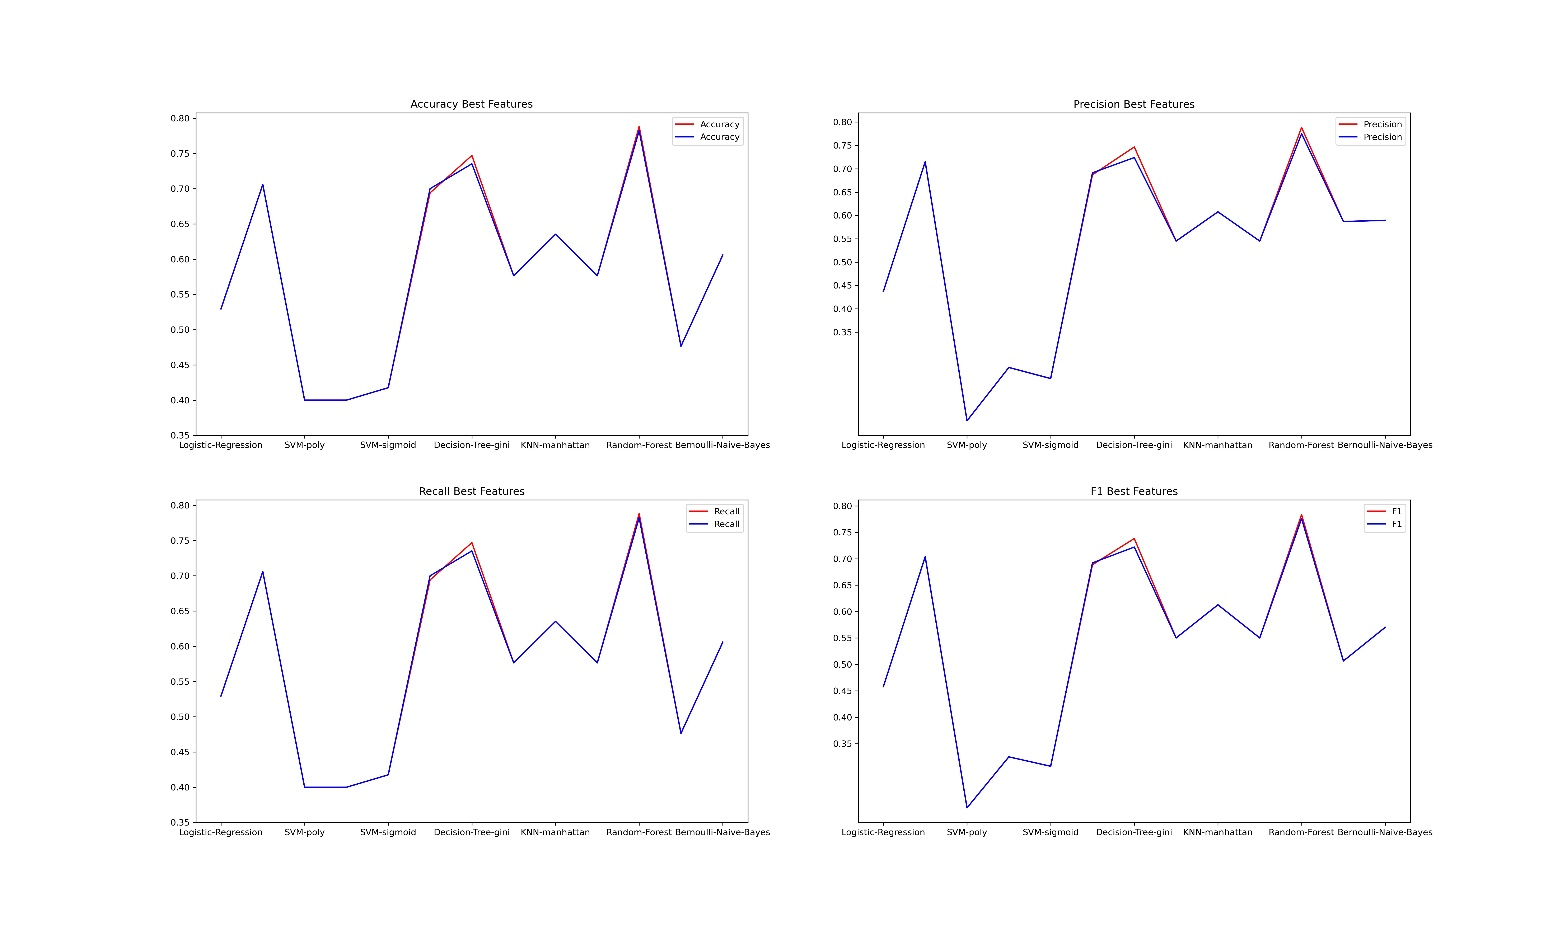 Accuracy Best Features
0.80
0.75
0.70
0.65
0.60
0.55
0.50
0.45
0.40
0.35
Accuracy
Accuracy
Logistic-Regression SVM-poly SVM-sigmoid Decision-Tree-gini KNN-manhattan Random-Forest Bernoulli-Naive-Bayes
Precision Best Features
0.80
0.75
0.70
0.65
0.60
0.55
0.50
0.45
0.40
0.35
Precision
Precision
Logistic-Regression SVM-poly SVM-sigmoid Decision-Tree-gini KNN-manhattan Random-Forest Bernoulli-Naive-Bayes
Recall Best Features
0.80
0.75
0.70
0.65
0.60
0.55
0.50
0.45
0.40
0.35
Recall
Recall
Logistic-Regression SVM-poly SVM-sigmoid Decision-Tree-gini KNN-manhattan Random-Forest Bernoulli-Naive-Bayes
F1 Best Features
0.80
0.75
0.70
0.65
0.60
0.55
0.50
0.45
0.40
0.35
F1
F1
Logistic-Regression SVM-poly SVM-sigmoid Decision-Tree-gini KNN-manhattan Random-Forest Bernoulli-Naive-Bayes